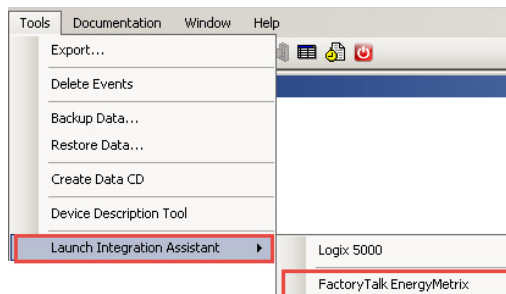 Tools Documentation Window Help
Export...
Delete Events
Backup Data...
Restore Data...
Create Data CD
Device Description Tool
Launch Integration Assistant
Logix 5000
FactoryTalk EnergyMetrix